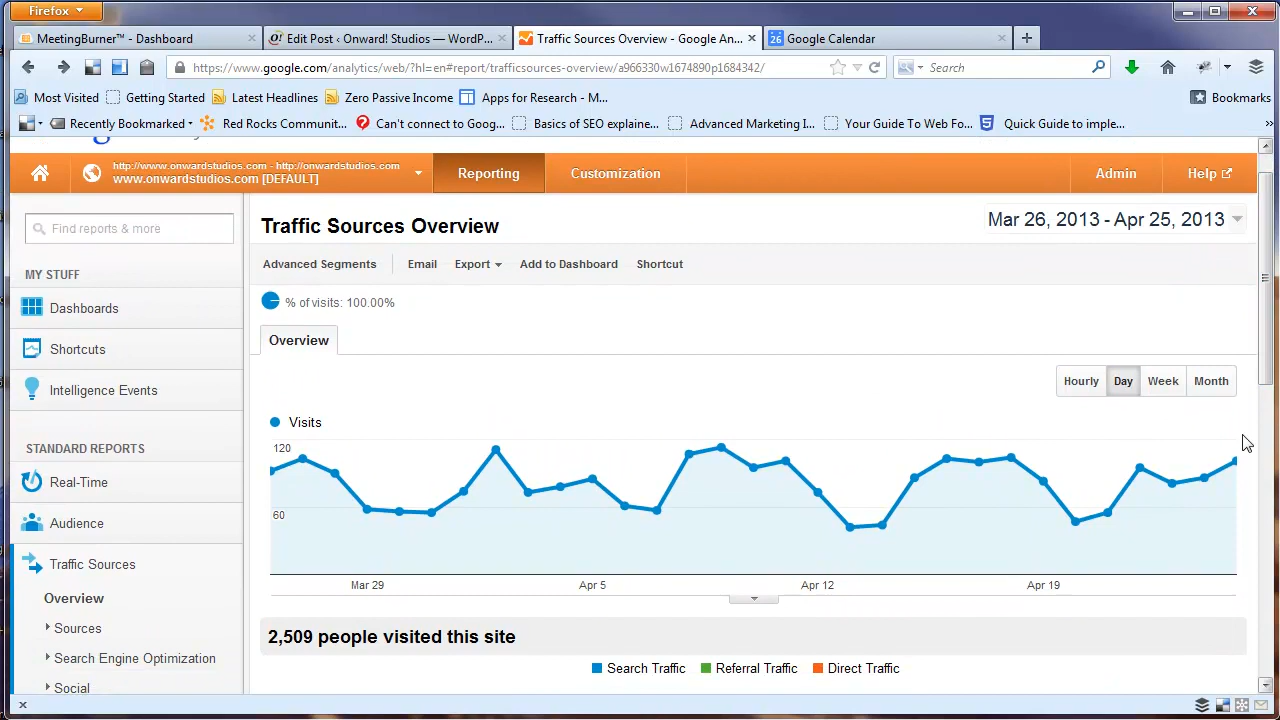 Firefox
MeetingBurner™ - Dashboard
Edit Post ‹ Onward! Studios — WordP...
Traffic Sources Overview - Google An...
26 Google Calendar
https://www.google.com/analytics/web/?hl=en#report/trafficsources-overview/a966330w1674890p1684342/
Search
Most Visited
Getting Started
Latest Headlines
Zero Passive Income
Apps for Research - M...
Bookmarks
Recently Bookmarked
Red Rocks Communit...
Can't connect to Goog...
Basics of SEO explaine...
Advanced Marketing I...
Your Guide To Web Fo...
Quick Guide to imple...
http://www.onwardstudios.com - http://onwardstudios.com
www.onwardstudios.com [DEFAULT]
Reporting
Customization
Admin
Help
Find reports & more
MY STUFF
Dashboards
Shortcuts
Intelligence Events
STANDARD REPORTS
Real-Time
Audience
Traffic Sources
Overview
Sources
Search Engine Optimization
Social
Traffic Sources Overview
Mar 26, 2013 - Apr 25, 2013
Advanced Segments
Email
Export
Add to Dashboard
Shortcut
% of visits: 100.00%
Overview
Hourly
Day
Week
Month
Visits
120
60
Mar 29
Apr 5
Apr 12
Apr 19
2,509 people visited this site
Search Traffic
Referral Traffic
Direct Traffic